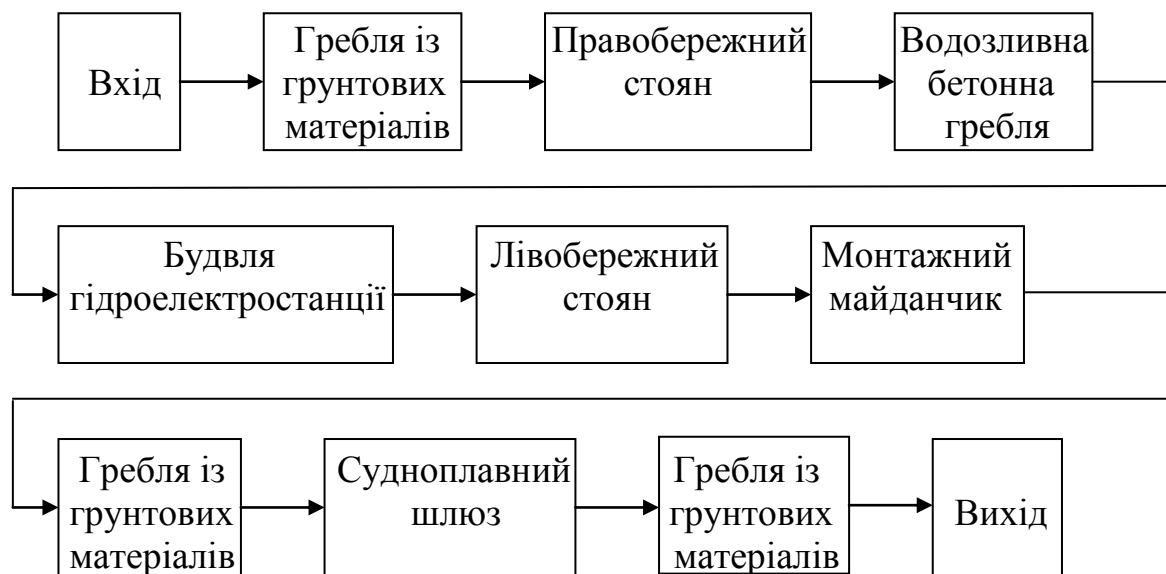 Вхід
Гребля із
грунтових
матеріалів
Правобережний
стоян
Водозливна
бетонна
гребля
Будвля
гідроелектростанції
Лівобережний
стоян
Монтажний
майданчик
Гребля із
грунтових
матеріалів
Судноплавний
шлюз
Гребля із
грунтових
матеріалів
Вихід